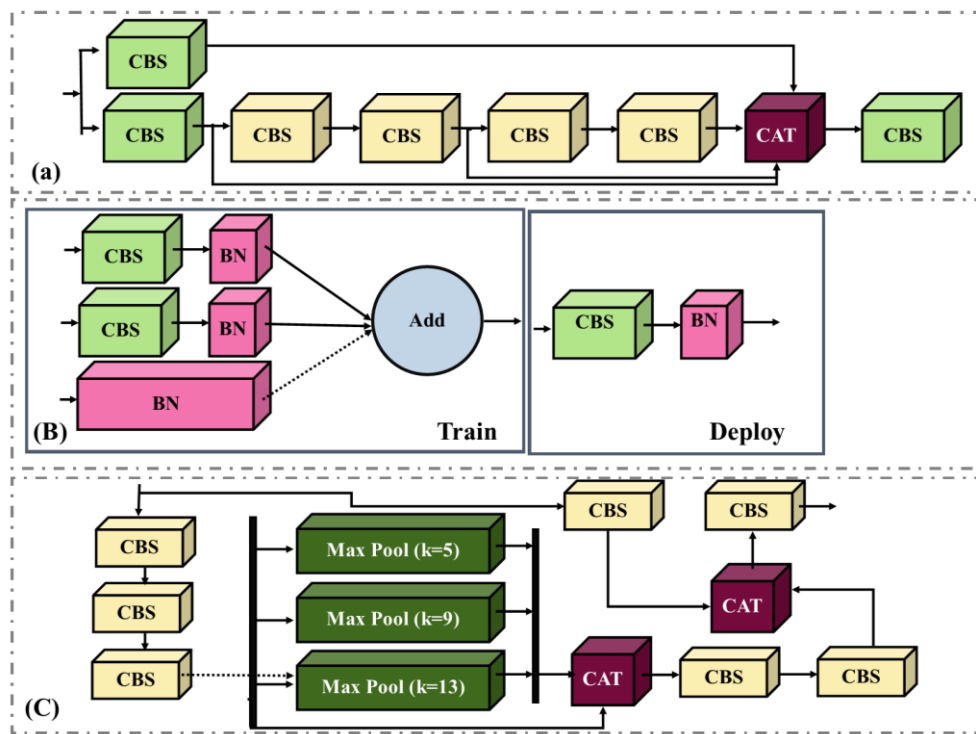 CBS
CBS CBS CBS CBS CBS CAT CBS
(a)
CBS BN
CBS BN Add CBS BN
BN
(B) Train Deploy
CBS CBS
CBS Max Pool (k=5)
CBS Max Pool (k=9) CAT
CBS Max Pool (k=13) CAT CBS CBS
(C)